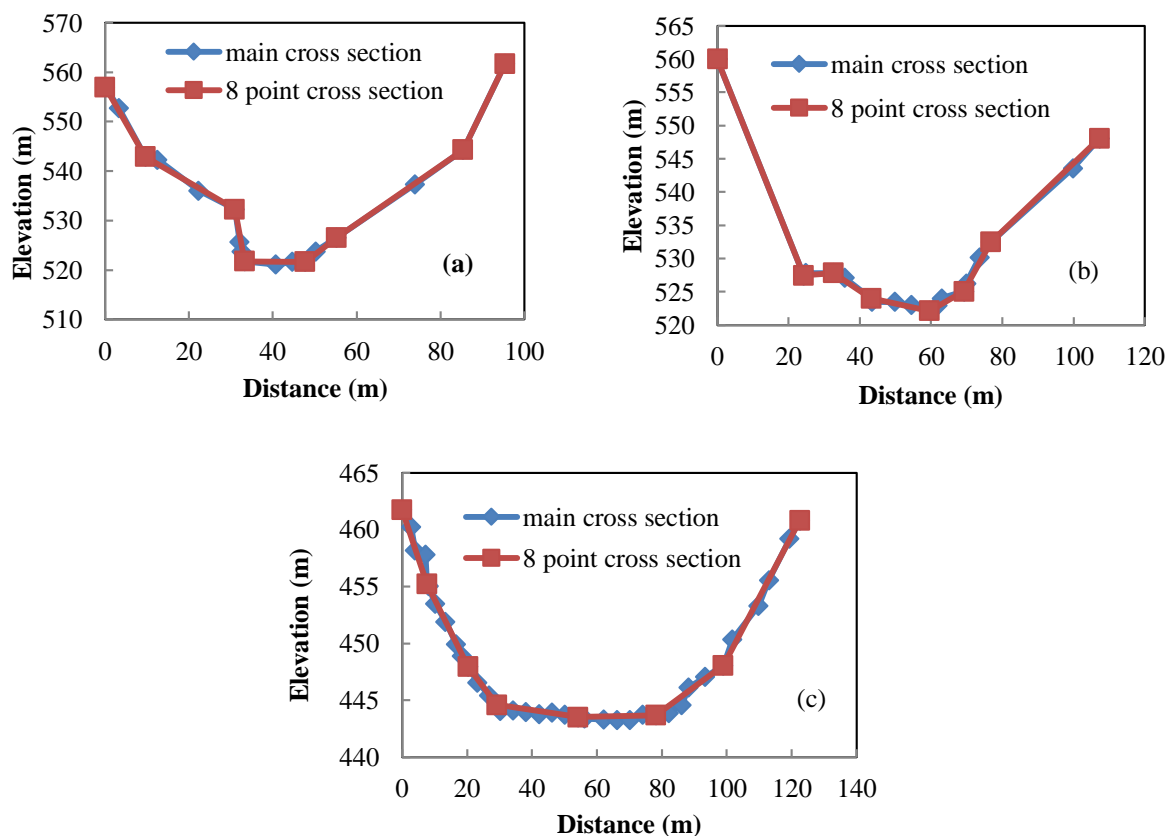 570
560
550
540
530
520
510
Elevation (m)
main cross section
8 point cross section
(a)
0 20 40 60 80 100
Distance (m)
565
560
555
550
545
540
535
530
525
520
Elevation (m)
main cross section
8 point cross section
(b)
0 20 40 60 80 100 120
Distance (m)
465
460
455
450
445
440
Elevation (m)
main cross section
8 point cross section
(c)
0 20 40 60 80 100 120 140
Distance (m)